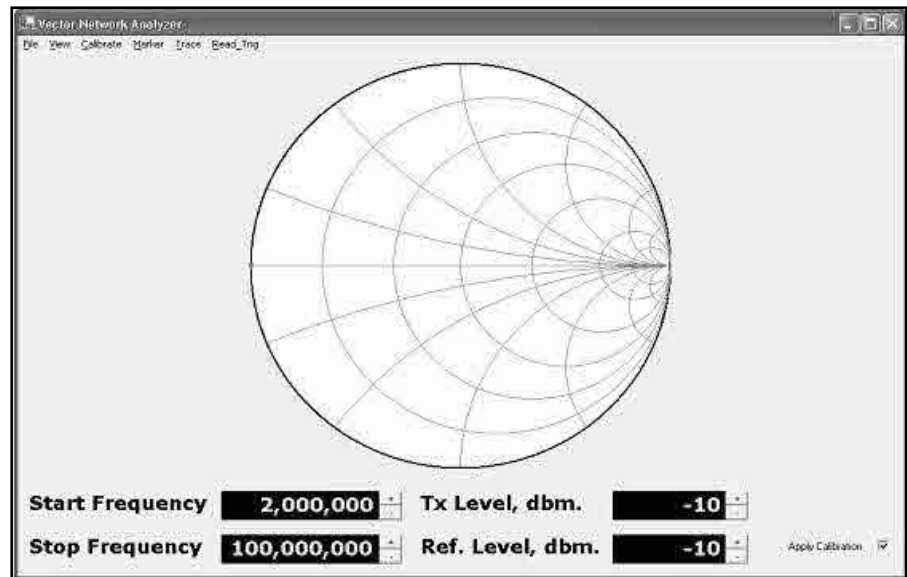 Vector Network Analyzer
File View Calibrate Marker Trace Read_Trig
Start Frequency 2,000,000 Tx Level, dbm. -10
Stop Frequency 100,000,000 Ref. Level, dbm. -10 Apply Calibration